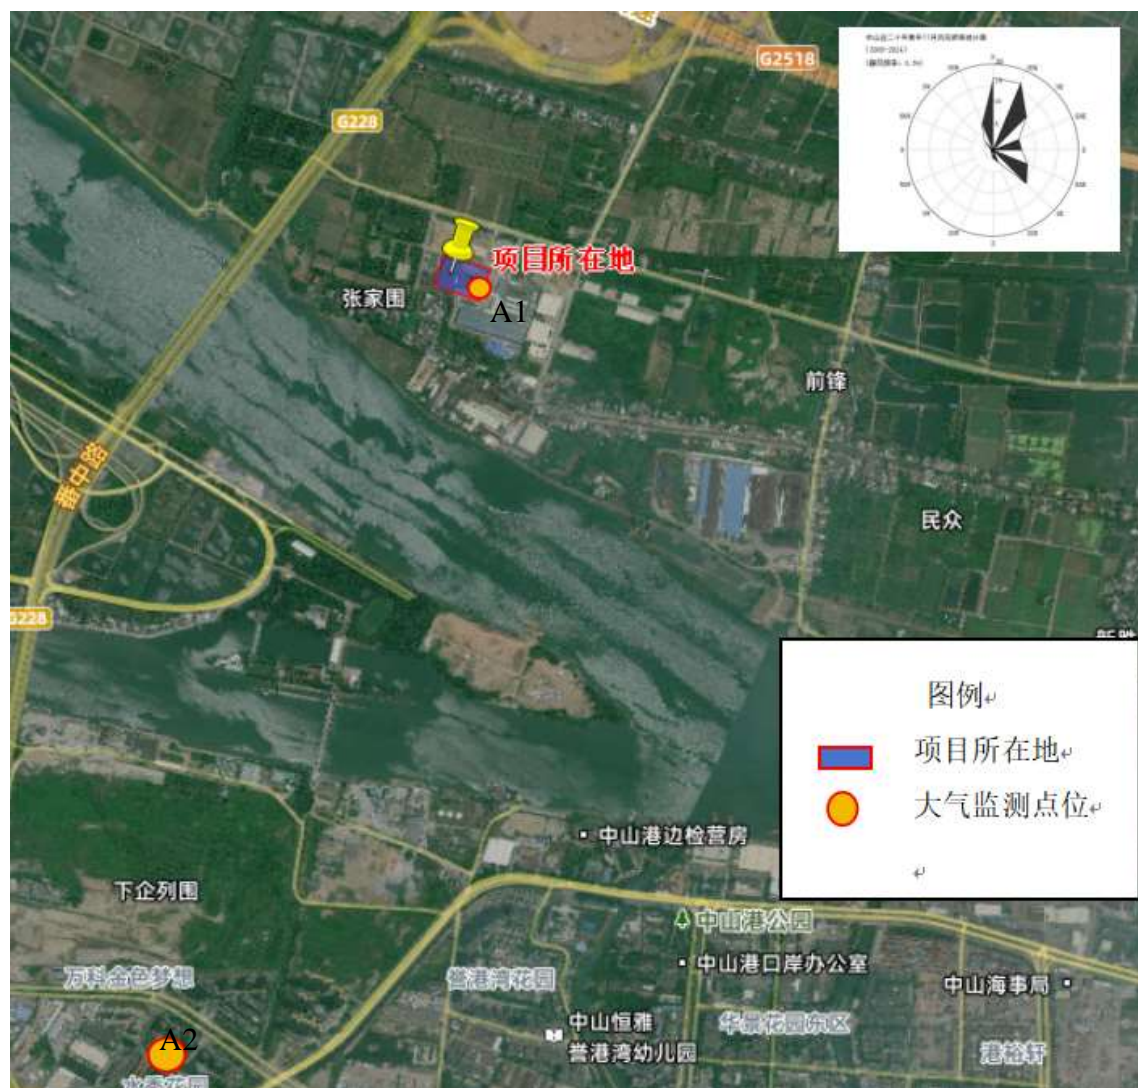 G2518
G228
项目所在地
张家围
A1
前锋
番中路
民众
G228
图例
项目所在地
大气监测点位
中山港边检营房
下企列围
中山港公园
万科金色梦想
誉港湾花园
中山港口岸办公室
中山海事局
中山恒雅
誉港湾幼儿园
华景花园东区
港裕轩
A2